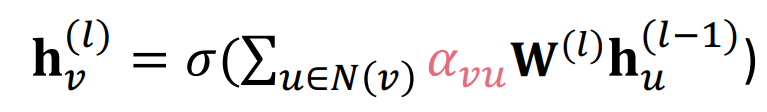 𝐡_v^{(l)} = σ(∑_{u∈N(v)} α_{vu} 𝐖^{(l)} 𝐡_u^{(l−1)})